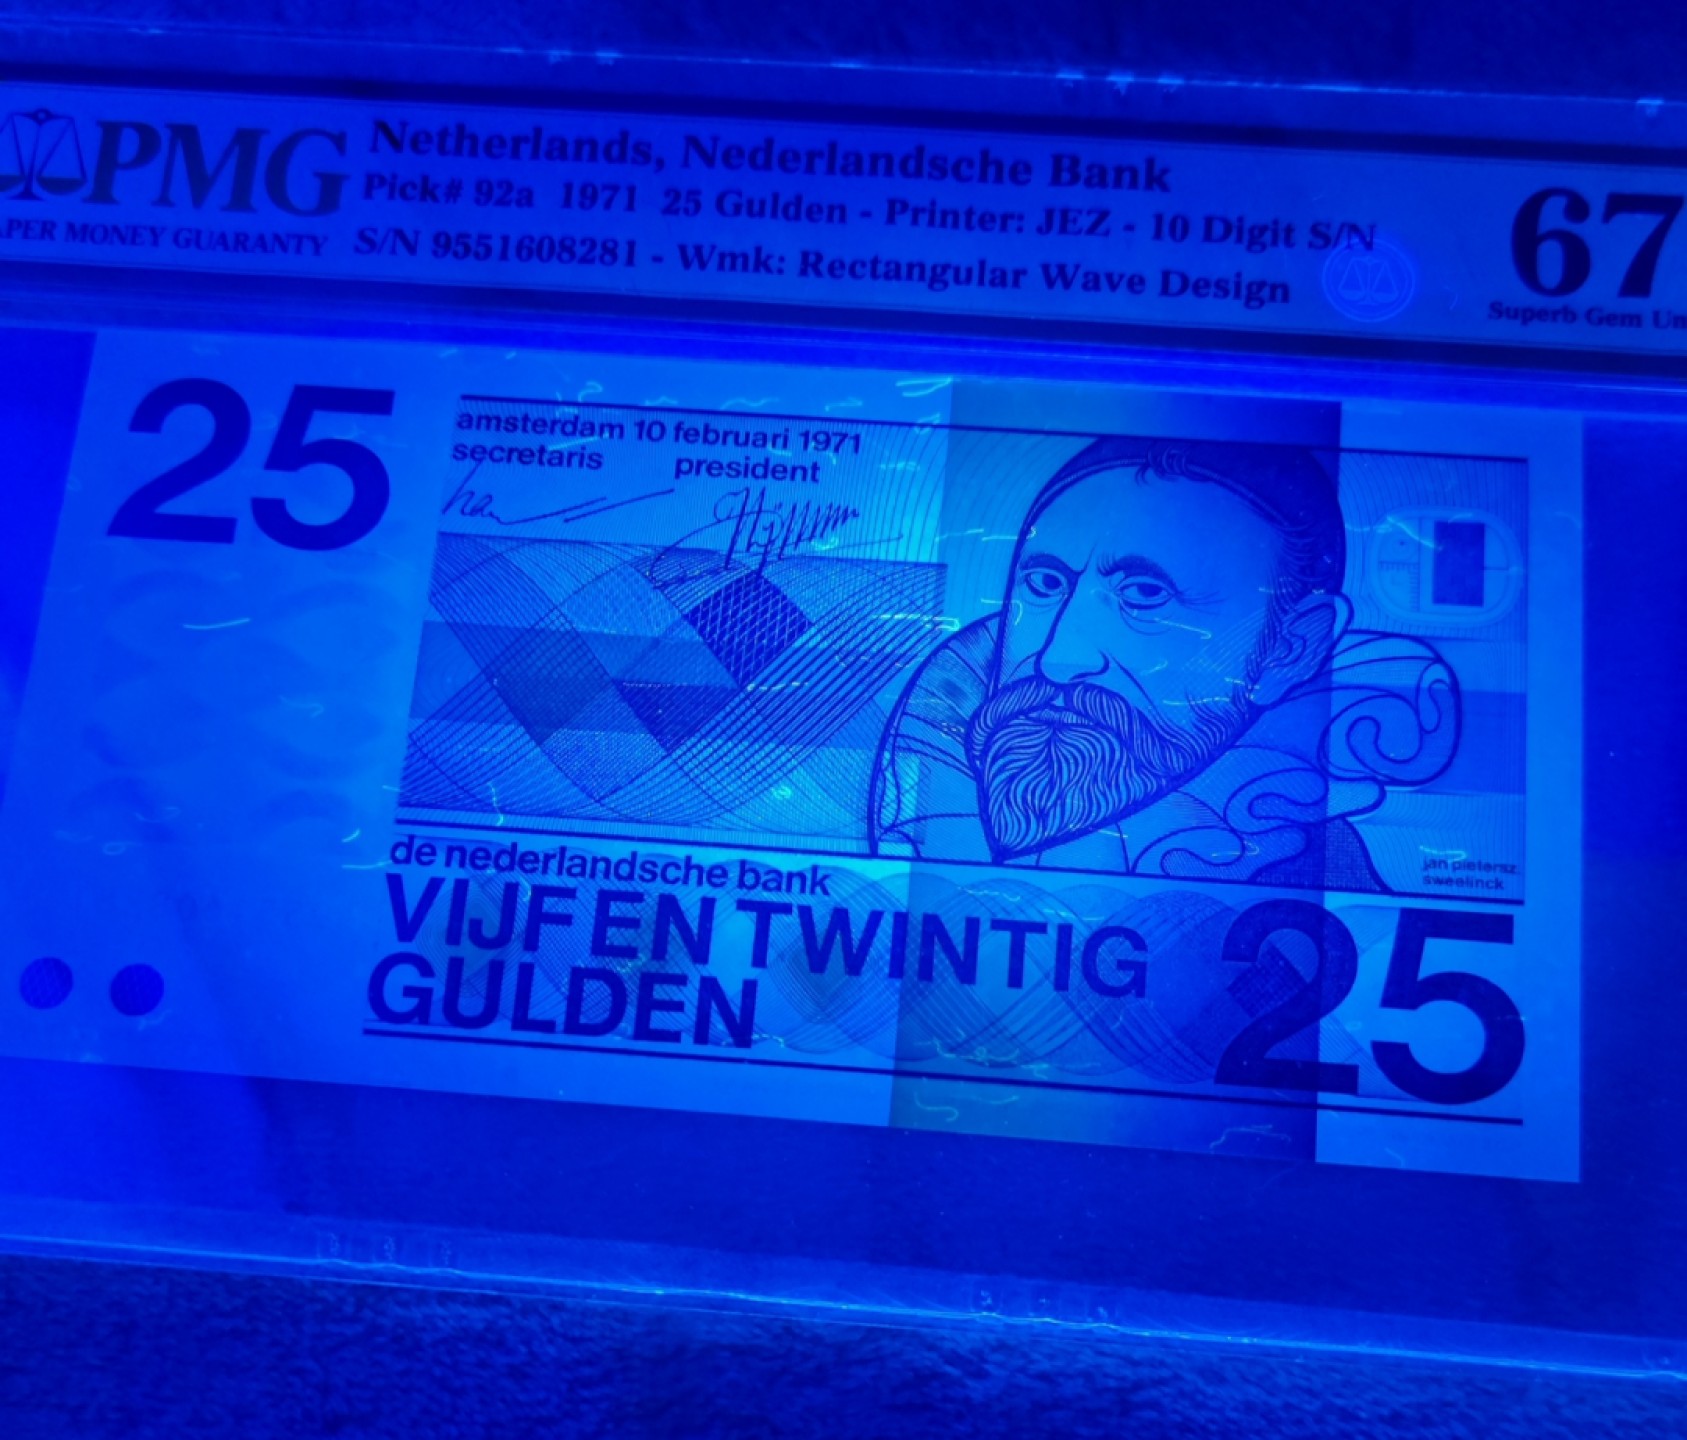 PMG
APER MONEY GUARANTY
Netherlands, Nederlandsche Bank
Pick# 92a 1971 25 Gulden - Printer: JEZ - 10 Digit S/N
S/N 9551608281 - Wmk: Rectangular Wave Design
67
Superb Gem Un
25
amsterdam 10 februari 1971
secretaris president
jan pietersz.
sweelinck
de nederlandsche bank
VIJF EN TWINTIG
GULDEN
25